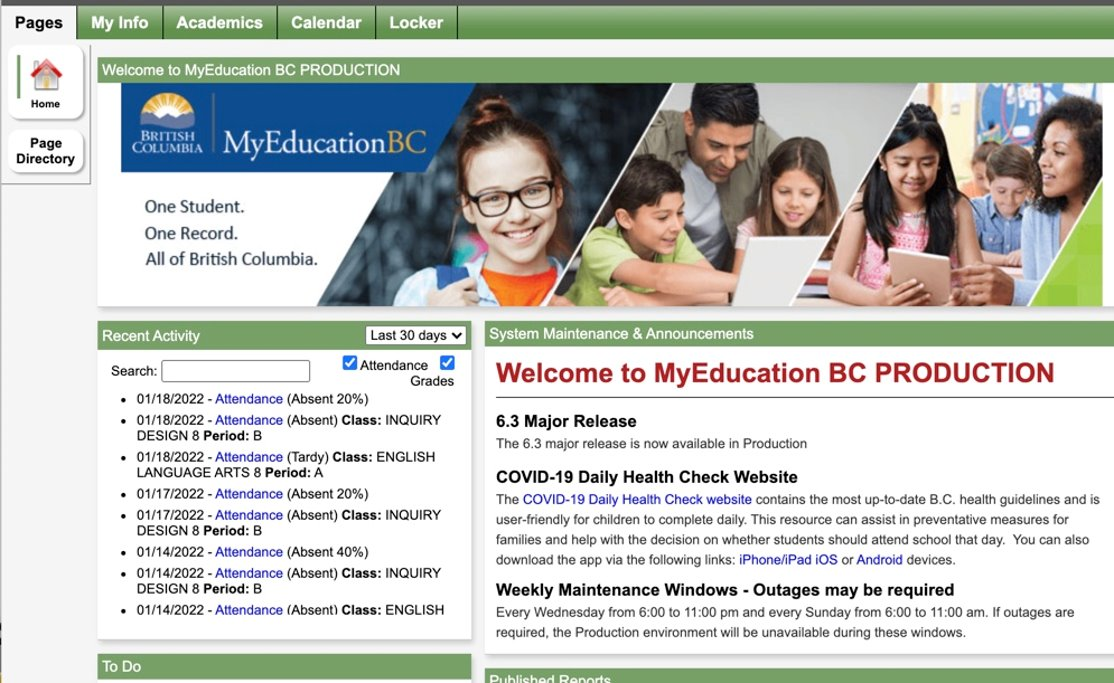 Pages
My Info
Academics
Calendar
Locker
Home
Page
Directory
Welcome to MyEducation BC PRODUCTION
BRITISH
COLUMBIA
MyEducationBC
One Student.
One Record.
All of British Columbia.
Recent Activity
Last 30 days
Search:
Attendance
Grades
01/18/2022 - Attendance (Absent 20%)
01/18/2022 - Attendance (Absent) Class: INQUIRY
DESIGN 8 Period: B
01/18/2022 - Attendance (Tardy) Class: ENGLISH
LANGUAGE ARTS 8 Period: A
01/17/2022 - Attendance (Absent 20%)
01/17/2022 - Attendance (Absent) Class: INQUIRY
DESIGN 8 Period: B
01/14/2022 - Attendance (Absent 40%)
01/14/2022 - Attendance (Absent) Class: INQUIRY
DESIGN 8 Period: B
01/14/2022 - Attendance (Absent) Class: ENGLISH
To Do
System Maintenance & Announcements
Welcome to MyEducation BC PRODUCTION
6.3 Major Release
The 6.3 major release is now available in Production
COVID-19 Daily Health Check Website
The COVID-19 Daily Health Check website contains the most up-to-date B.C. health guidelines and is
user-friendly for children to complete daily. This resource can assist in preventative measures for
families and help with the decision on whether students should attend school that day. You can also
download the app via the following links: iPhone/iPad iOS or Android devices.
Weekly Maintenance Windows - Outages may be required
Every Wednesday from 6:00 to 11:00 pm and every Sunday from 6:00 to 11:00 am. If outages are
required, the Production environment will be unavailable during these windows.
Published Reports